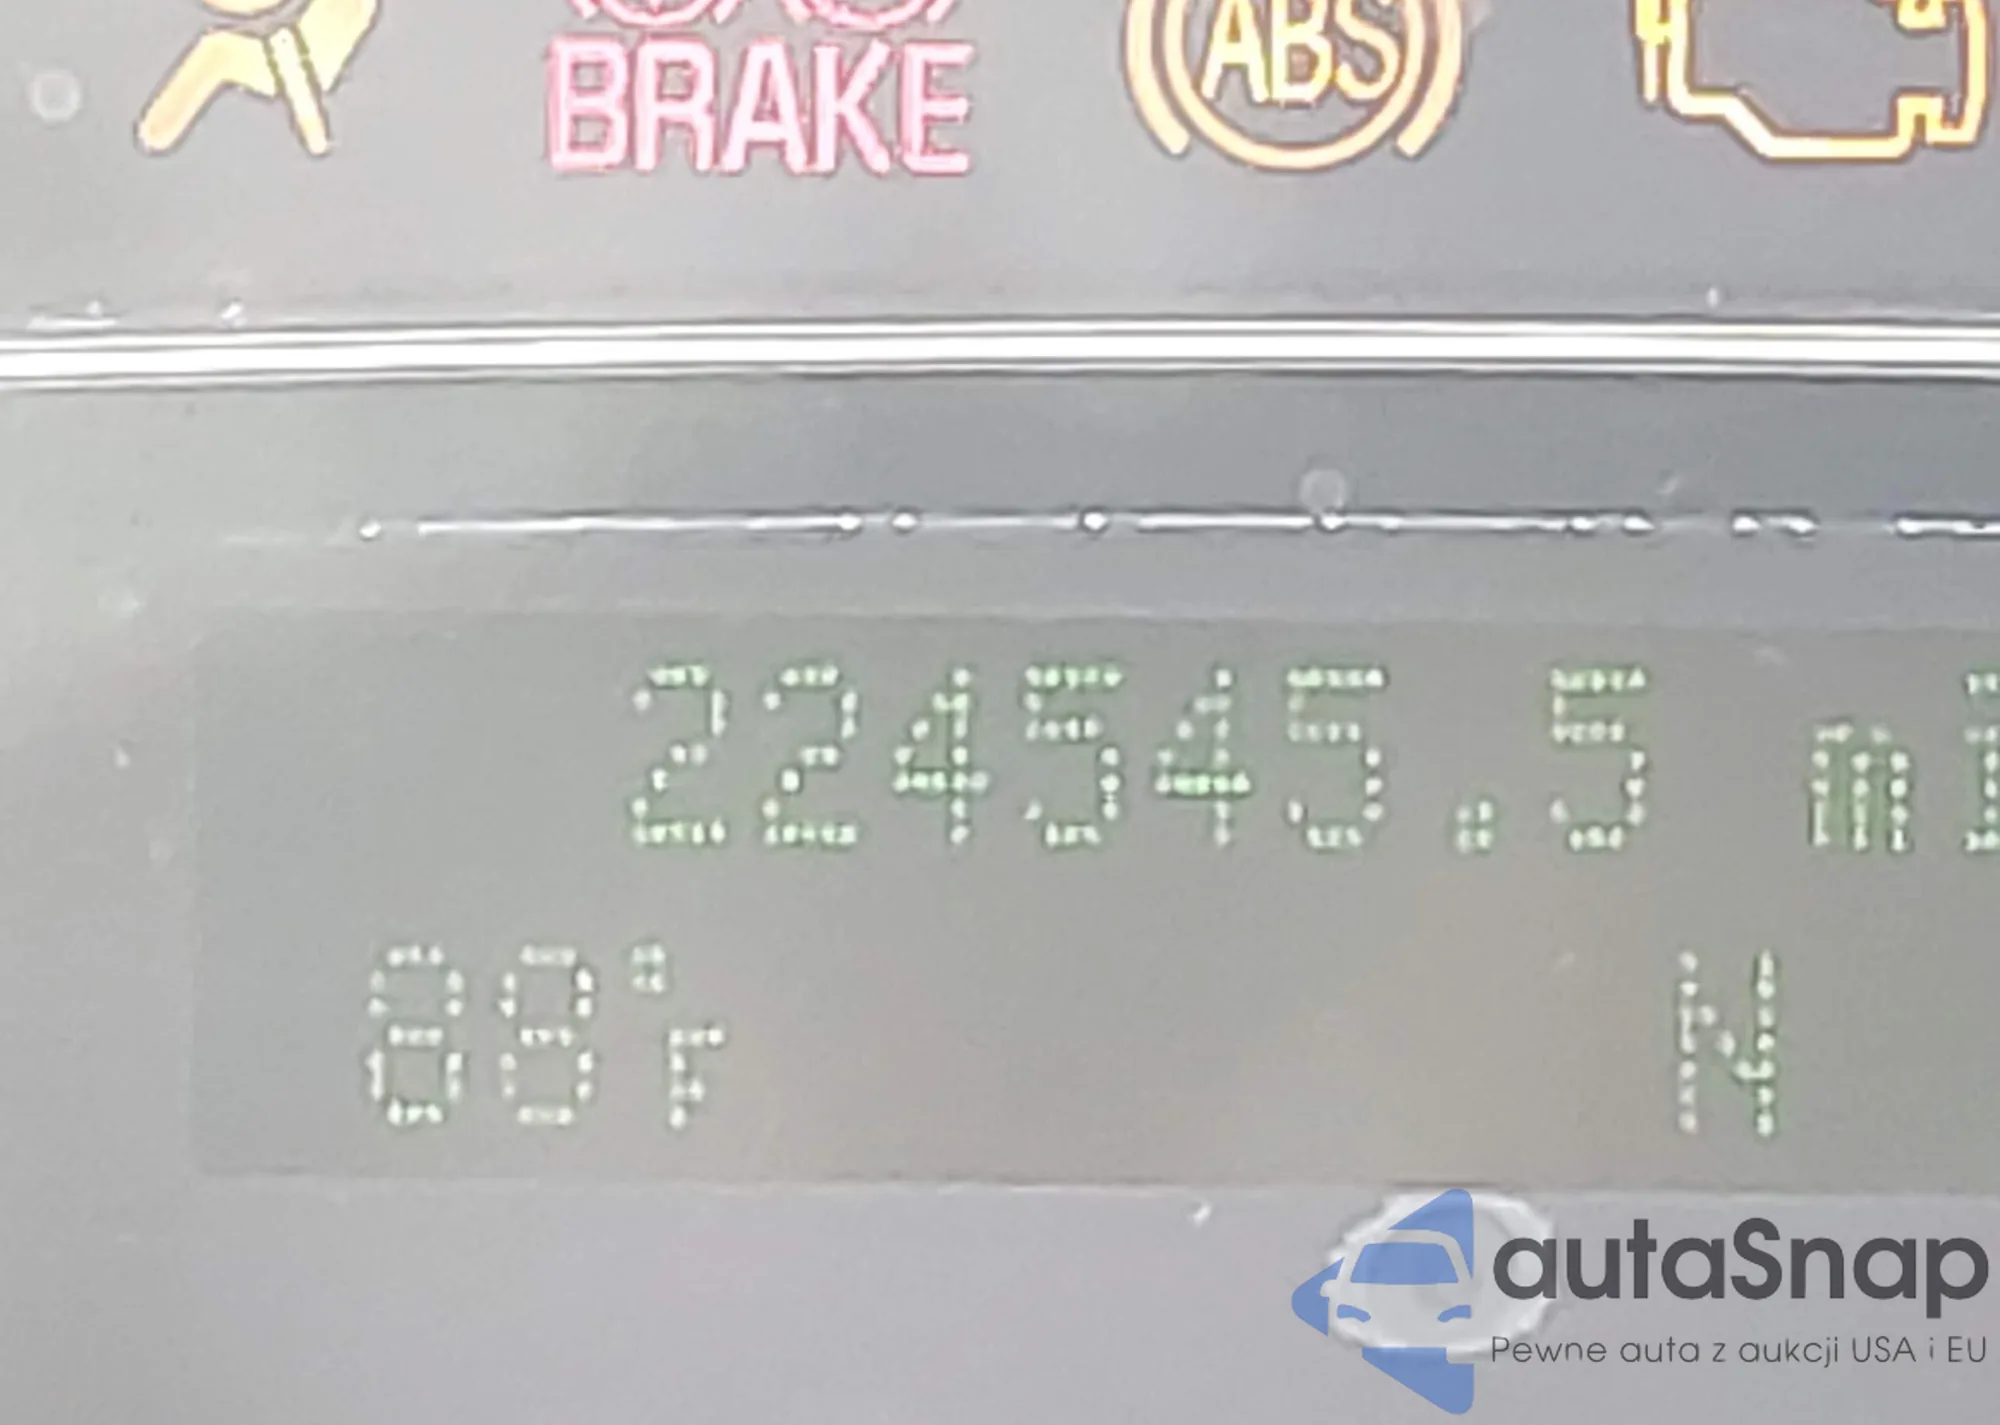 BRAKE
ABS
224545.5 mi
88°F
N
autaSnap
Pewne auta z aukcji USA i EU